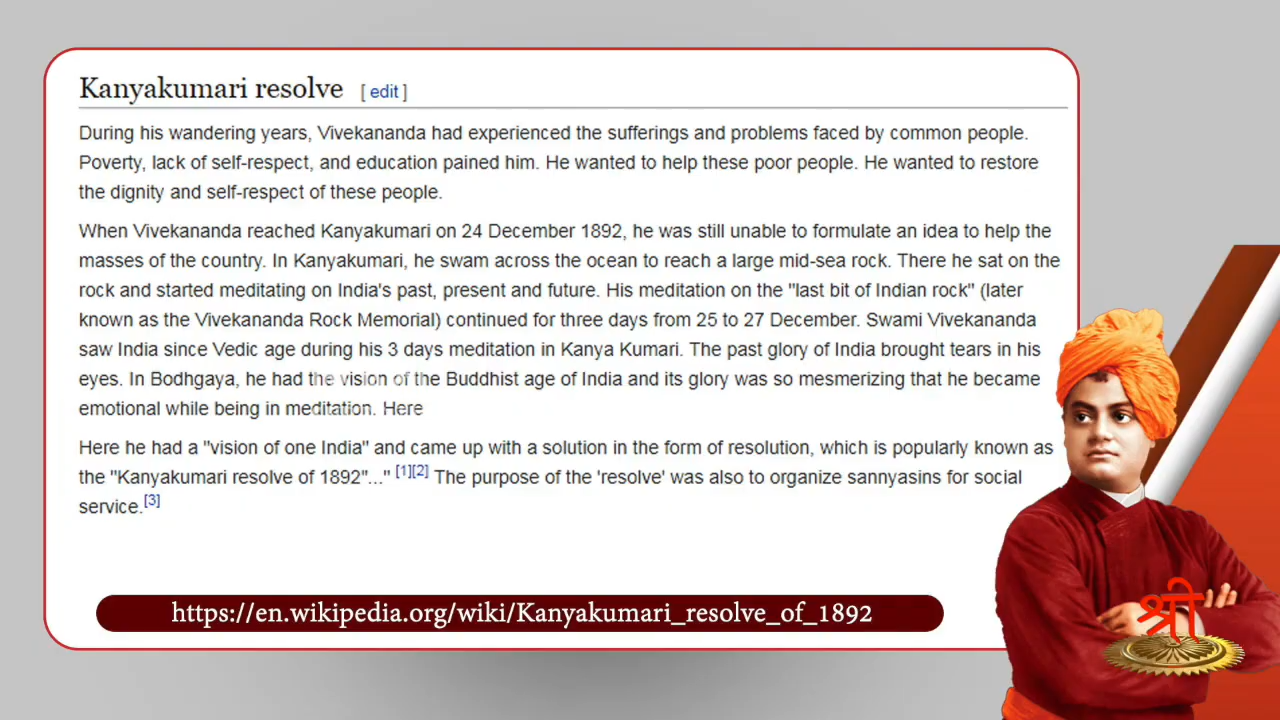 Kanyakumari resolve [ edit ]
During his wandering years, Vivekananda had experienced the sufferings and problems faced by common people.
Poverty, lack of self-respect, and education pained him. He wanted to help these poor people. He wanted to restore
the dignity and self-respect of these people.
When Vivekananda reached Kanyakumari on 24 December 1892, he was still unable to formulate an idea to help the
masses of the country. In Kanyakumari, he swam across the ocean to reach a large mid-sea rock. There he sat on the
rock and started meditating on India's past, present and future. His meditation on the "last bit of Indian rock" (later
known as the Vivekananda Rock Memorial) continued for three days from 25 to 27 December. Swami Vivekananda
saw India since Vedic age during his 3 days meditation in Kanya Kumari. The past glory of India brought tears in his
eyes. In Bodhgaya, he had the vision of the Buddhist age of India and its glory was so mesmerizing that he became
emotional while being in meditation. Here
Here he had a "vision of one India" and came up with a solution in the form of resolution, which is popularly known as
the "Kanyakumari resolve of 1892"..." [1][2] The purpose of the 'resolve' was also to organize sannyasins for social
service.[3]
https://en.wikipedia.org/wiki/Kanyakumari_resolve_of_1892
श्री